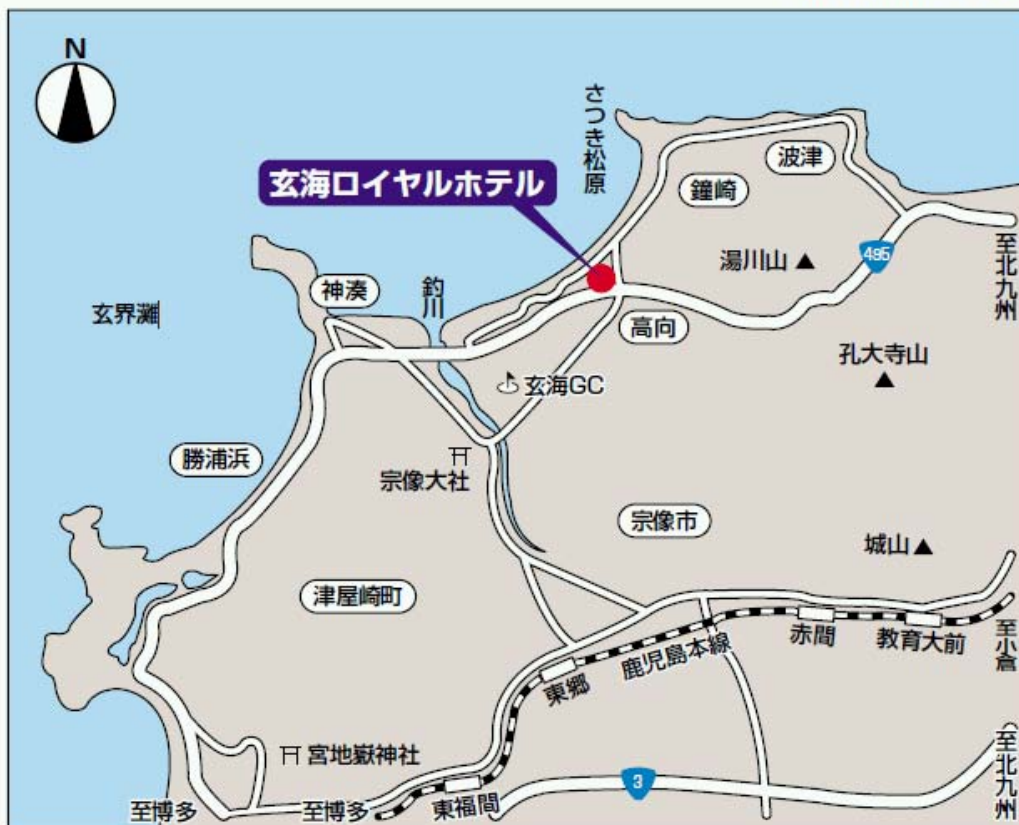 N
さつき松原
波津
玄海ロイヤルホテル
鐘崎
495
至北九州
湯川山
神湊
釣川
玄界灘
高向
孔大寺山
玄海GC
勝浦浜
宗像大社
宗像市
城山
津屋崎町
赤間
教育大前
至小倉
鹿児島本線
東郷
宮地嶽神社
3
至北九州
至博多
至博多
東福間